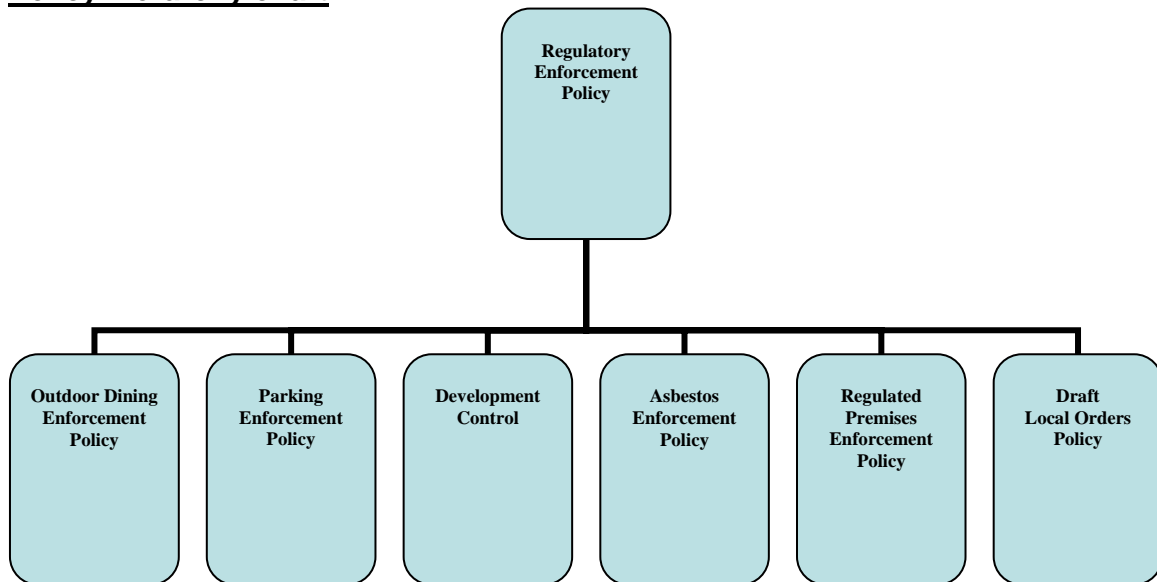 Regulatory
Enforcement
Policy
Outdoor Dining
Enforcement
Policy
Parking
Enforcement
Policy
Development
Control
Asbestos
Enforcement
Policy
Regulated
Premises
Enforcement
Policy
Draft
Local Orders
Policy